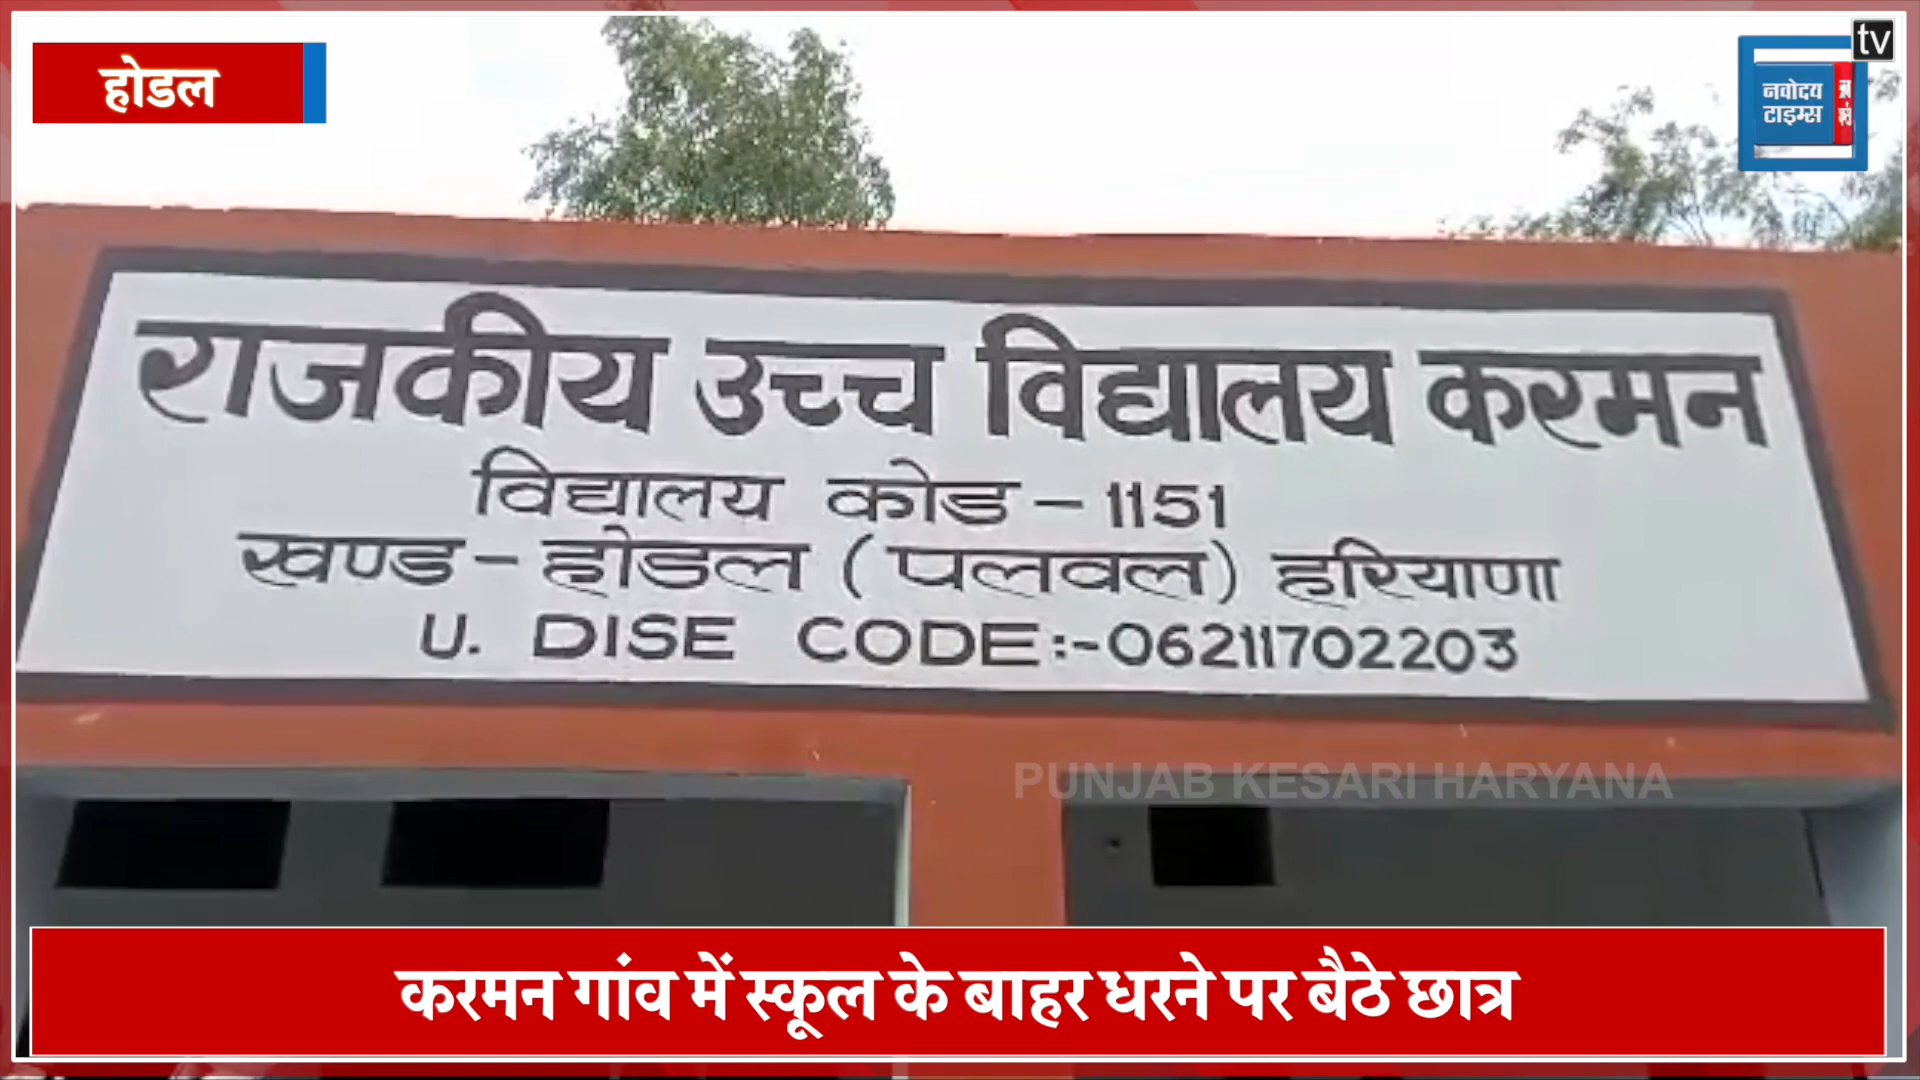 होडल
tv
नवोदय
टाइम्स
राजकीय उच्च विद्यालय करमन
विद्यालय कोड - 1151
खण्ड - होडल (पलवल) हरियाणा
U. DISE CODE:-06211702203
PUNJAB KESARI HARYANA
करमन गांव में स्कूल के बाहर धरने पर बैठे छात्र